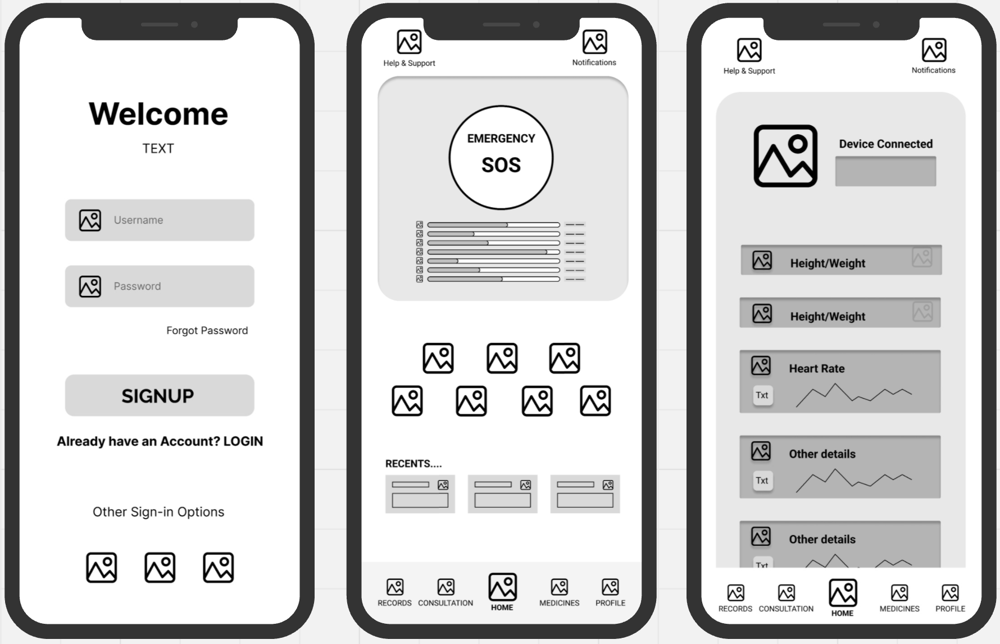 Welcome
TEXT
Username
Password
Forgot Password
SIGNUP
Already have an Account? LOGIN
Other Sign-in Options
Help & Support
Notifications
EMERGENCY
SOS
RECENTS....
RECORDS
CONSULTATION
HOME
MEDICINES
PROFILE
Help & Support
Notifications
Device Connected
Height/Weight
Height/Weight
Heart Rate
Txt
Other details
Txt
Other details
Txt
RECORDS
CONSULTATION
HOME
MEDICINES
PROFILE